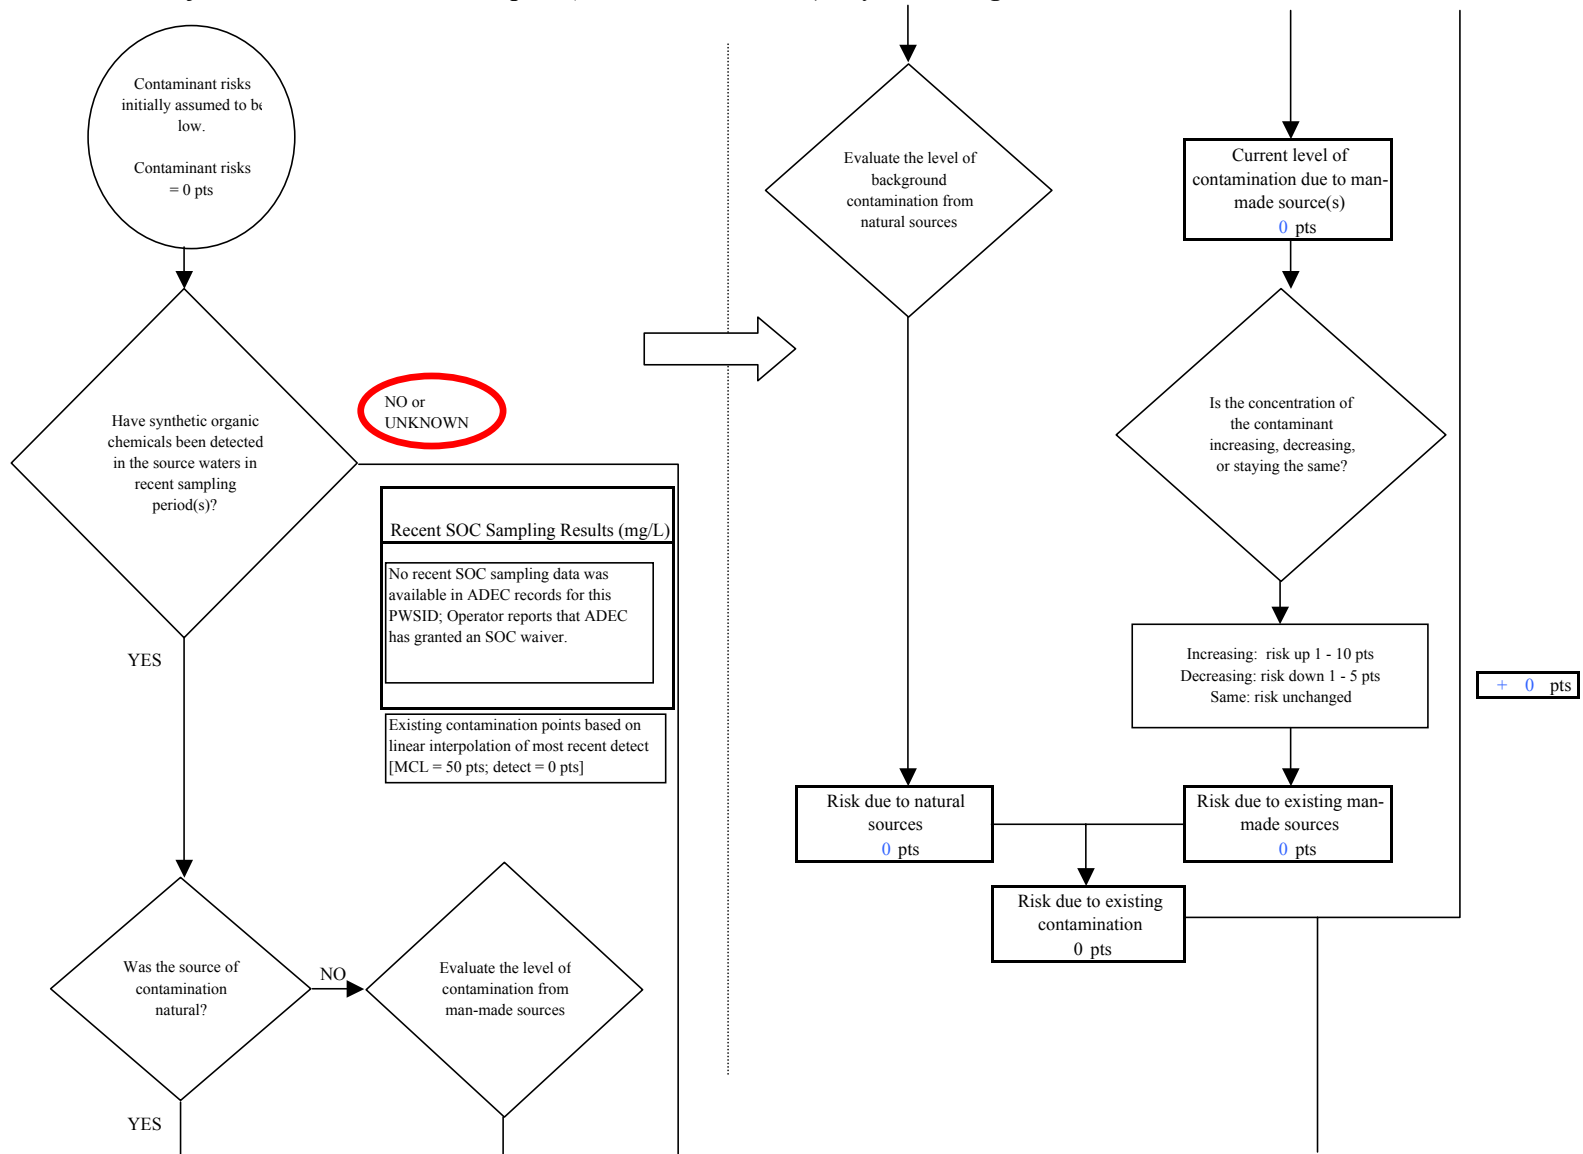 Contaminant risks
initially assumed to be
low.
Contaminant risks
= 0 pts
Have synthetic organic
chemicals been detected
in the source waters in
recent sampling
period(s)?
NO or
UNKNOWN
Recent SOC Sampling Results (mg/L)
No recent SOC sampling data was
available in ADEC records for this
PWSID; Operator reports that ADEC
has granted an SOC waiver.
Existing contamination points based on
linear interpolation of most recent detect
[MCL = 50 pts; detect = 0 pts]
YES
Was the source of
contamination
natural?
NO
Evaluate the level of
contamination from
man-made sources
YES
Evaluate the level of
background
contamination from
natural sources
Current level of
contamination due to man-
made source(s)
0 pts
Is the concentration of
the contaminant
increasing, decreasing,
or staying the same?
Increasing: risk up 1 - 10 pts
Decreasing: risk down 1 - 5 pts
Same: risk unchanged
+ 0 pts
Risk due to natural
sources
0 pts
Risk due to existing man-
made sources
0 pts
Risk due to existing
contamination
0 pts